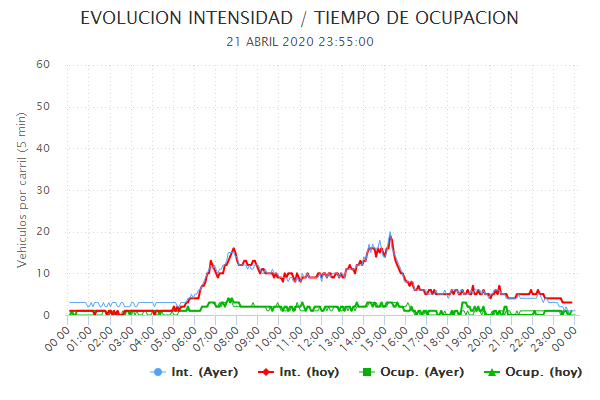 EVOLUCION INTENSIDAD / TIEMPO DE OCUPACION
21 ABRIL 2020 23:55:00
Vehiculos por carril (5 min)
60
50
40
30
20
10
0
00:00 01:00 02:00 03:00 04:00 05:00 06:00 07:00 08:00 09:00 10:00 11:00 12:00 13:00 14:00 15:00 16:00 17:00 18:00 19:00 20:00 21:00 22:00 23:00 00:00
Int. (Ayer) Int. (hoy) Ocup. (Ayer) Ocup. (hoy)